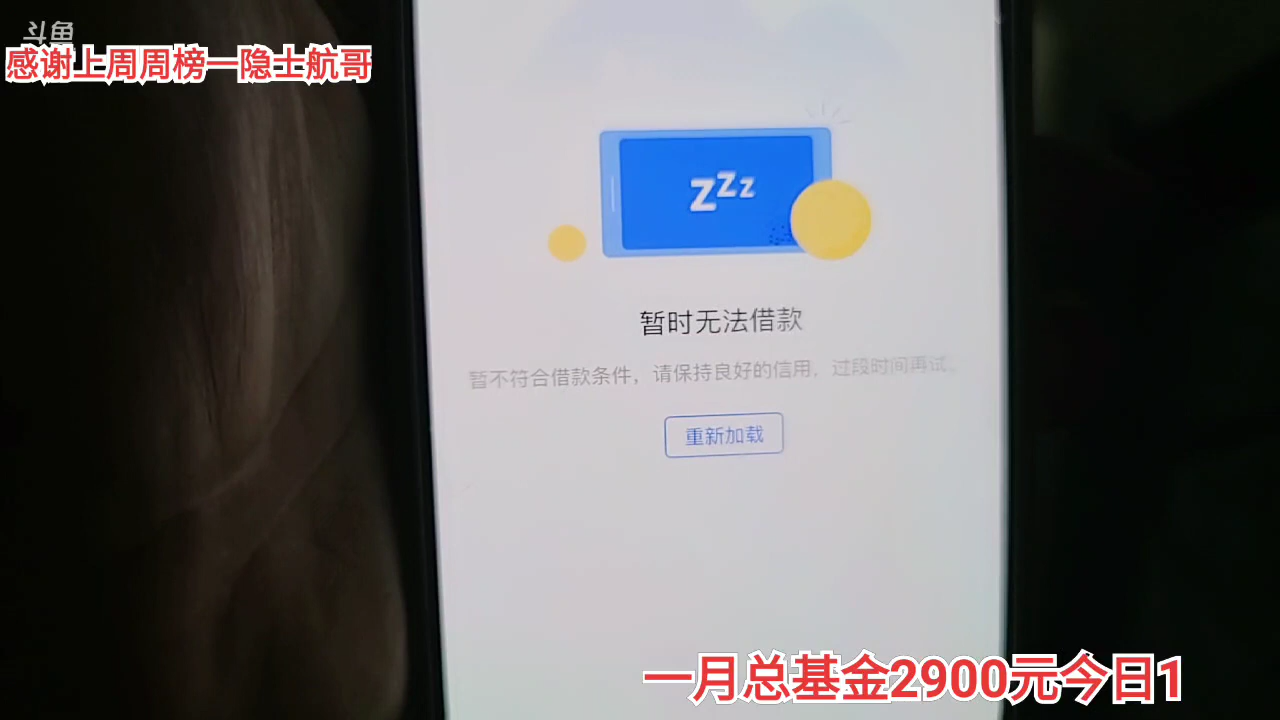 斗鱼
感谢上周周榜一隐士航哥
zzz
暂时无法借款
暂不符合借款条件，请保持良好的信用，过段时间再试。
重新加载
一月总基金2900元今日1